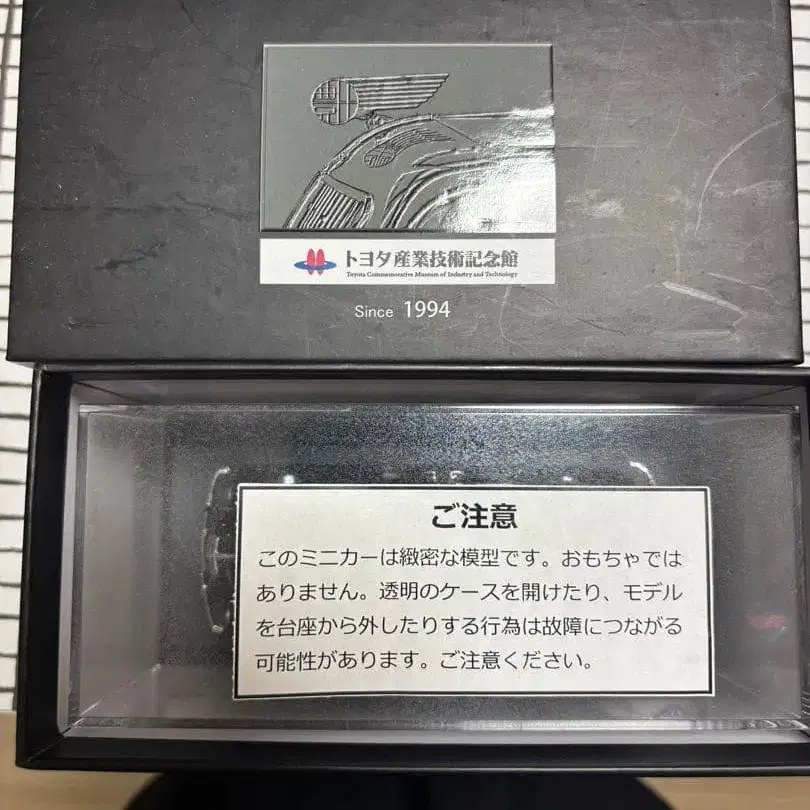 トヨタ産業技術記念館
Toyota Commemorative Museum of Industry and Technology
Since 1994
ご注意
このミニカーは緻密な模型です。おもちゃでは
ありません。透明のケースを開けたり、モデル
を台座から外したりする行為は故障につながる
可能性があります。ご注意ください。